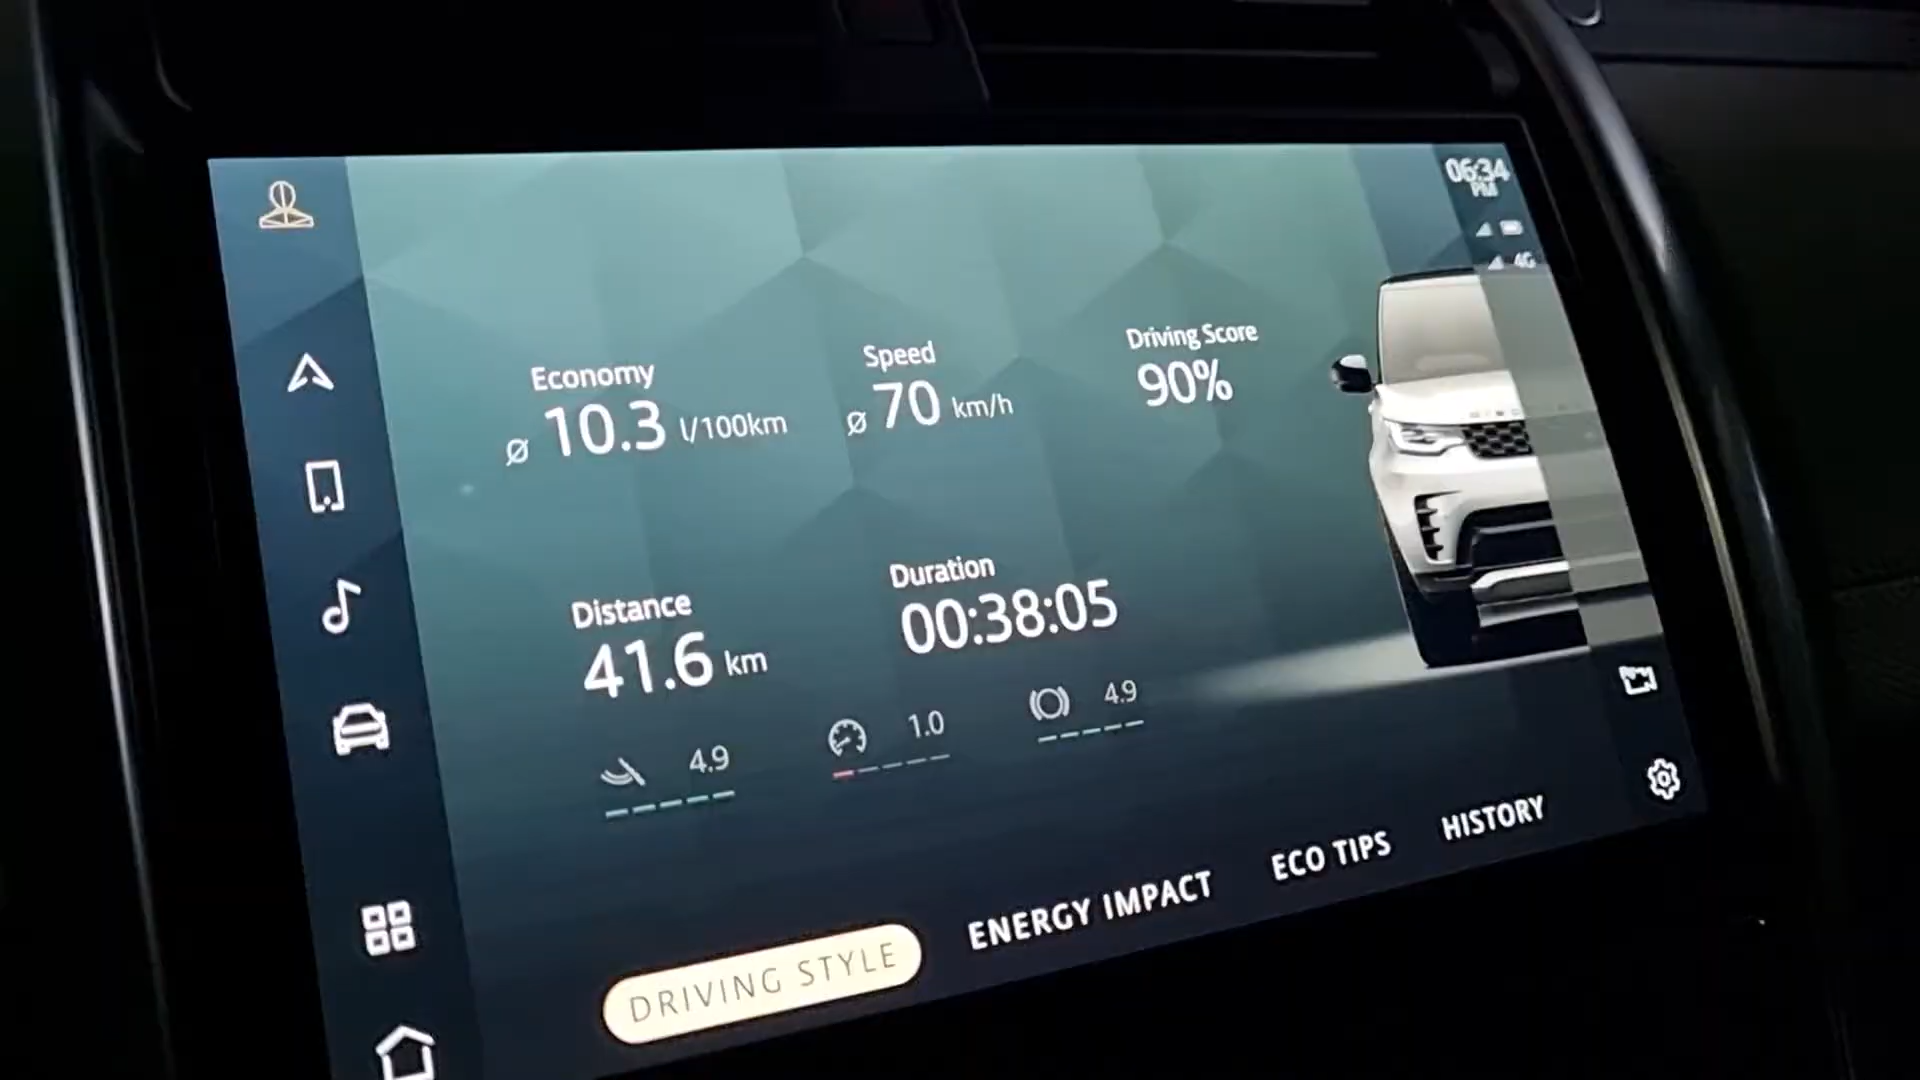 06:34
PM
4G
Economy
Ø 10.3 l/100km
Speed
Ø 70 km/h
Driving Score
90%
Distance
41.6 km
Duration
00:38:05
4.9
1.0
4.9
DRIVING STYLE
ENERGY IMPACT
ECO TIPS
HISTORY